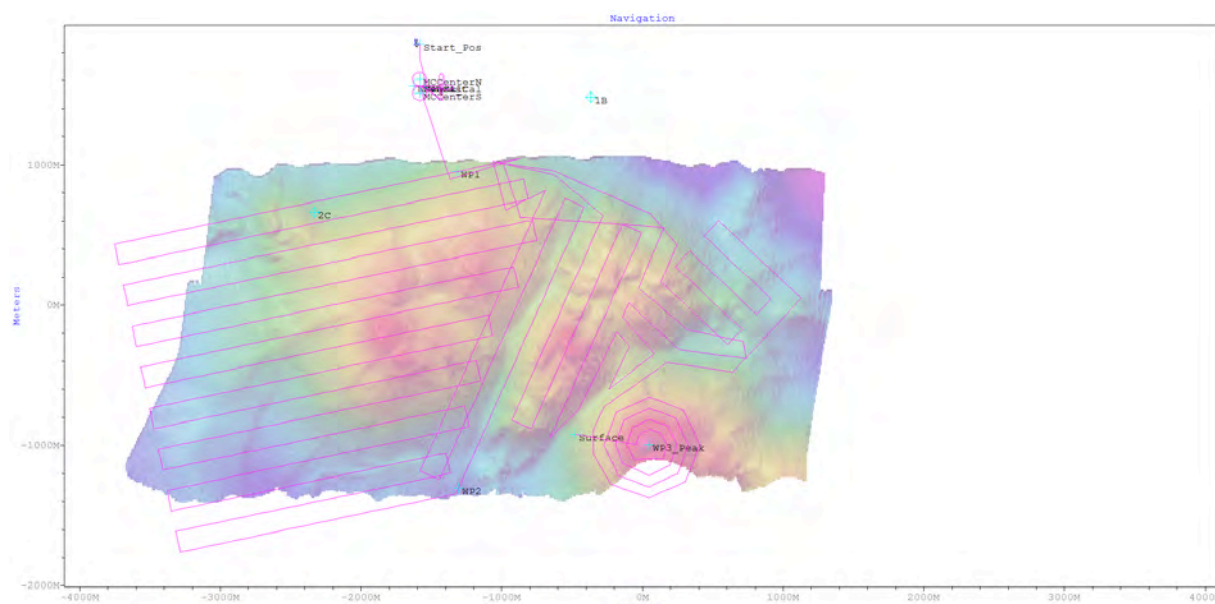 Navigation
Start_Pos
MCCenterN
MCCenterS
1B
1000M
WP1
2C
0M
Meters
Surface
-1000M
WP3_Peak
WP2
-2000M
-4000M
-3000M
-2000M
-1000M
0M
1000M
2000M
3000M
4000M